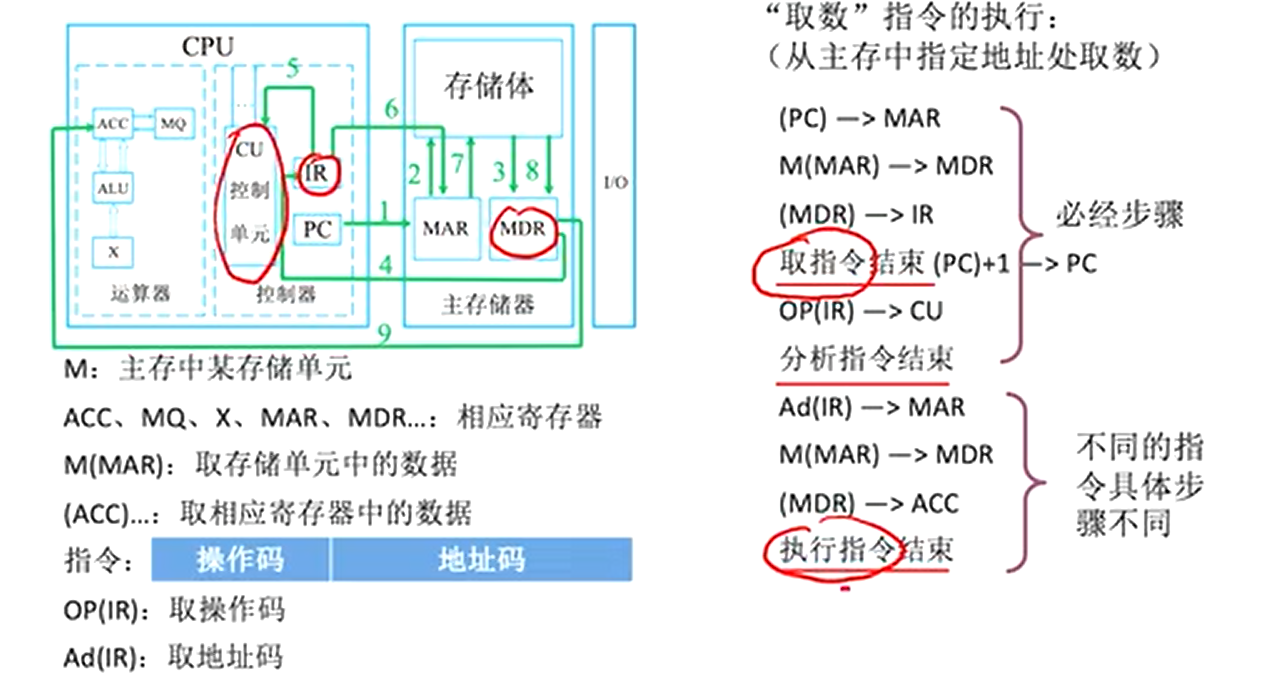 CPU
ACC
MQ
ALU
X
运算器
5
...
CU
控制
单元
IR
PC
控制器
6
1
4
9
存储体
2
7
3
8
MAR
MDR
主存储器
I/O
M：主存中某存储单元
ACC、MQ、X、MAR、MDR...：相应寄存器
M(MAR)：取存储单元中的数据
(ACC)...：取相应寄存器中的数据
指令：操作码 地址码
OP(IR)：取操作码
Ad(IR)：取地址码
“取数”指令的执行：
（从主存中指定地址处取数）
(PC) —> MAR
M(MAR) —> MDR
(MDR) —> IR
取指令结束 (PC)+1 —> PC
OP(IR) —> CU
分析指令结束
必经步骤
Ad(IR) —> MAR
M(MAR) —> MDR
(MDR) —> ACC
执行指令结束
不同的指
令具体步
骤不同